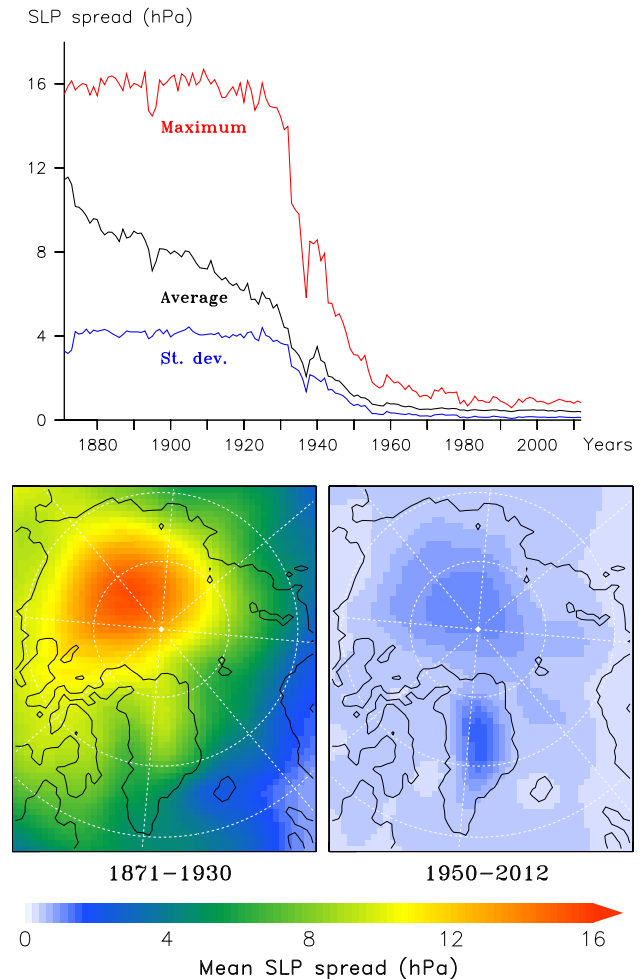 SLP spread (hPa)
16
Maximum
12
8
Average
4
St. dev.
0
1880 1900 1920 1940 1960 1980 2000 Years
1871-1930 1950-2012
0 4 8 12 16
Mean SLP spread (hPa)